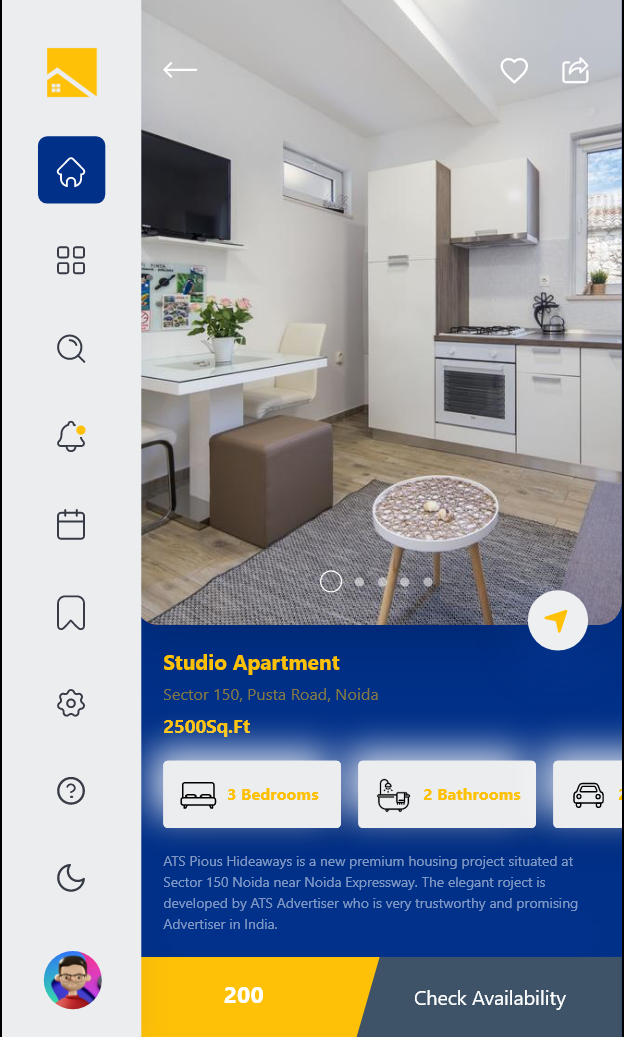 Studio Apartment
Sector 150, Pusta Road, Noida
2500Sq.Ft
3 Bedrooms
2 Bathrooms
ATS Pious Hideaways is a new premium housing project situated at
Sector 150 Noida near Noida Expressway. The elegant roject is
developed by ATS Advertiser who is very trustworthy and promising
Advertiser in India.
200
Check Availability